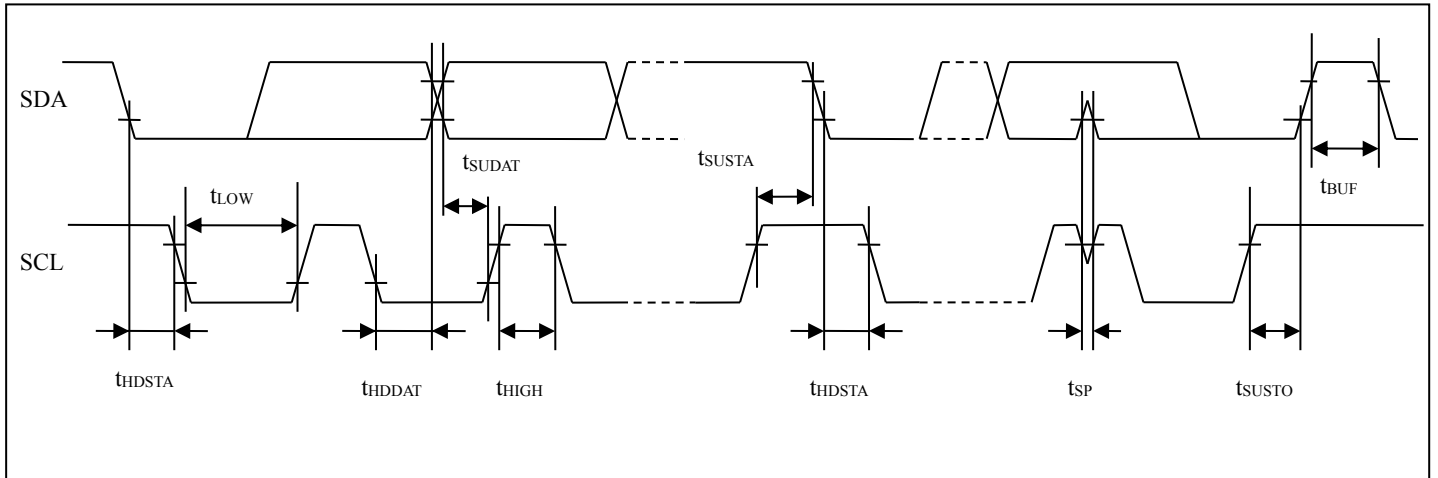 SDA
tSUDAT
tSUSTA
tLOW
tBUF
SCL
tHDSTA
tHDDAT
tHIGH
tHDSTA
tSP
tSUSTO